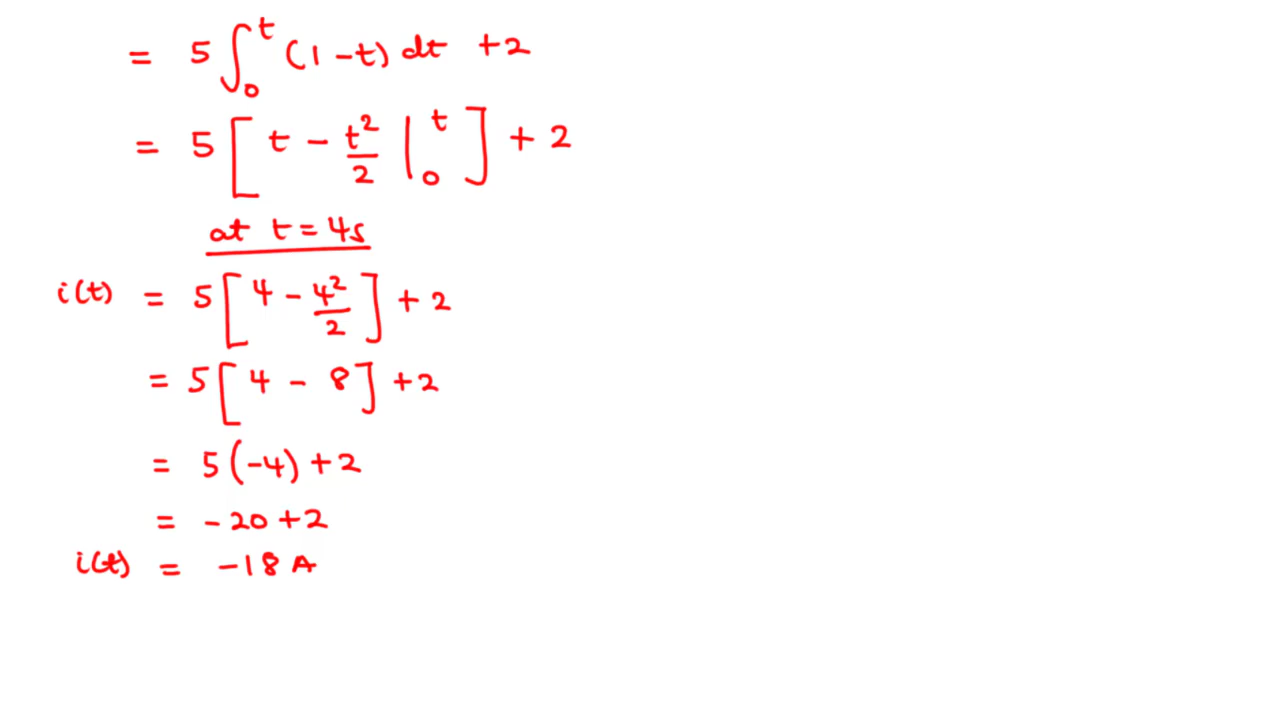 = 5 ∫₀ᵗ (1 - t) dt + 2
= 5 [ t - t²/2 |₀ᵗ ] + 2
at t = 4s
i(t) = 5 [ 4 - 4²/2 ] + 2
= 5 [ 4 - 8 ] + 2
= 5 (-4) + 2
= -20 + 2
i(t) = -18 A